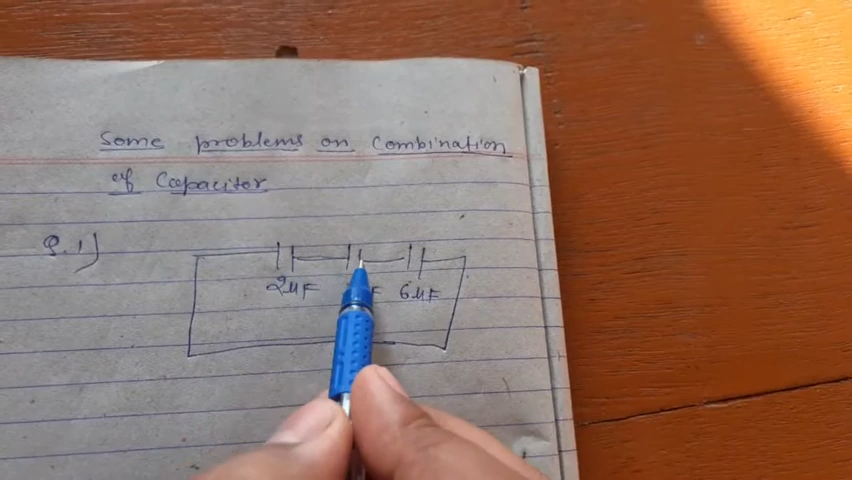 Some problems on Combination
of Capacitor
Q.1)
2μF F 6μF